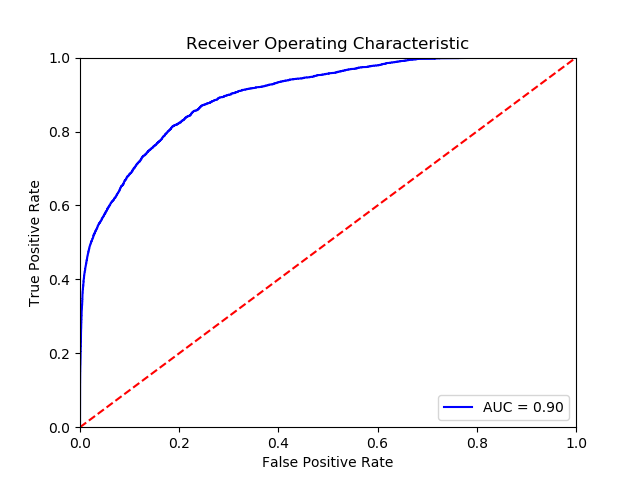 Receiver Operating Characteristic
1.0
0.8
0.6
0.4
0.2
0.0
True Positive Rate
AUC = 0.90
0.0 0.2 0.4 0.6 0.8 1.0
False Positive Rate